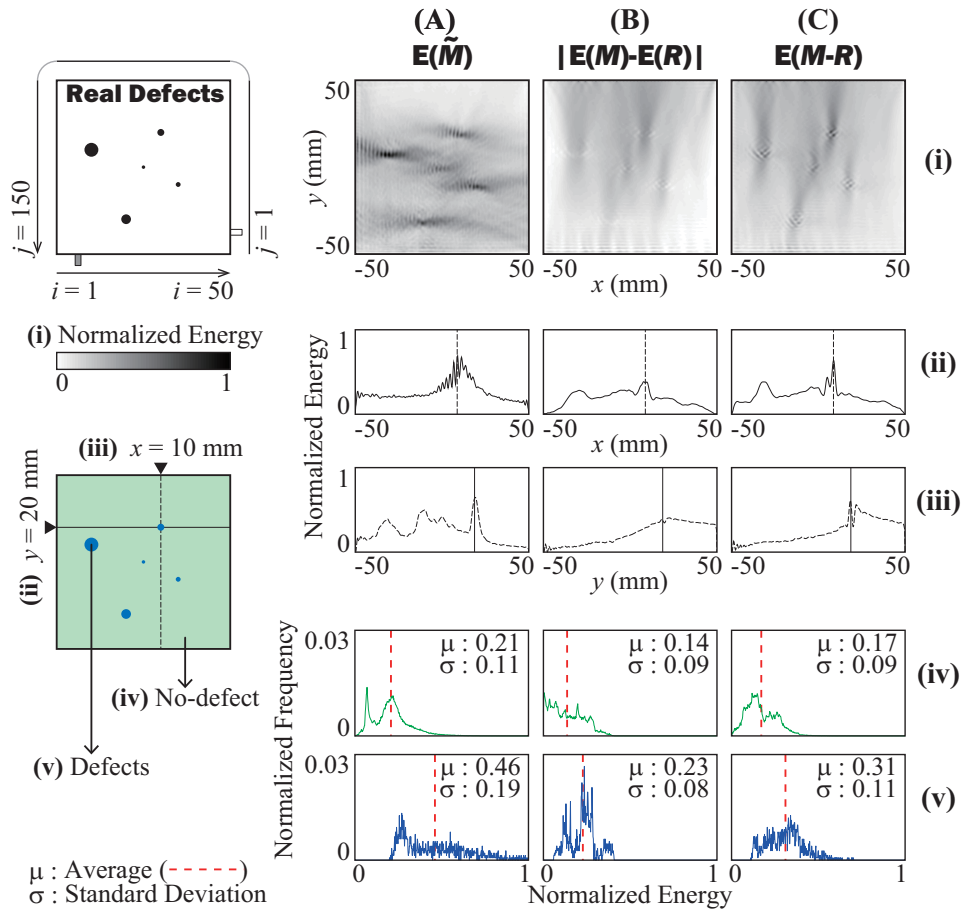 (A) (B) (C)
E(M̃) |E(M)-E(R)| E(M-R)
Real Defects
j = 150
j = 1
i = 1 i = 50
50
y (mm)
-50
-50 50 -50 50 -50 50
x (mm)
(i)
(i) Normalized Energy
0 1
Normalized Energy
1
0
-50 50 -50 50 -50 50
x (mm)
(ii)
1
0
-50 50 -50 50 -50 50
y (mm)
(iii)
(iii) x = 10 mm
(ii) y = 20 mm
(iv) No-defect
(v) Defects
Normalized Frequency
0.03
0
μ : 0.21 μ : 0.14 μ : 0.17
σ : 0.11 σ : 0.09 σ : 0.09
(iv)
0.03
0
μ : 0.46 μ : 0.23 μ : 0.31
σ : 0.19 σ : 0.08 σ : 0.11
(v)
0 1 0 1 0 1
Normalized Energy
μ : Average (- - - - - -)
σ : Standard Deviation